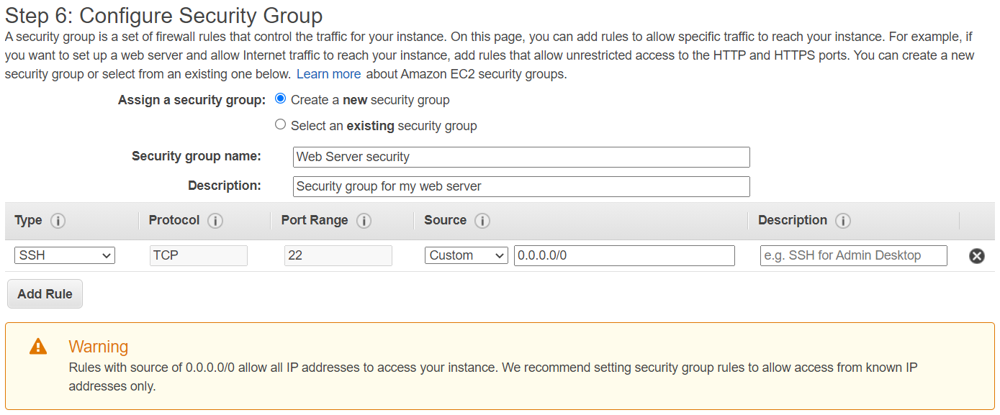 Step 6: Configure Security Group
A security group is a set of firewall rules that control the traffic for your instance. On this page, you can add rules to allow specific traffic to reach your instance. For example, if
you want to set up a web server and allow Internet traffic to reach your instance, add rules that allow unrestricted access to the HTTP and HTTPS ports. You can create a new
security group or select from an existing one below. Learn more about Amazon EC2 security groups.
Assign a security group: Create a new security group
Select an existing security group
Security group name: Web Server security
Description: Security group for my web server
Type i Protocol i Port Range i Source i Description i
SSH TCP 22 Custom 0.0.0.0/0 e.g. SSH for Admin Desktop
Add Rule
Warning
Rules with source of 0.0.0.0/0 allow all IP addresses to access your instance. We recommend setting security group rules to allow access from known IP
addresses only.